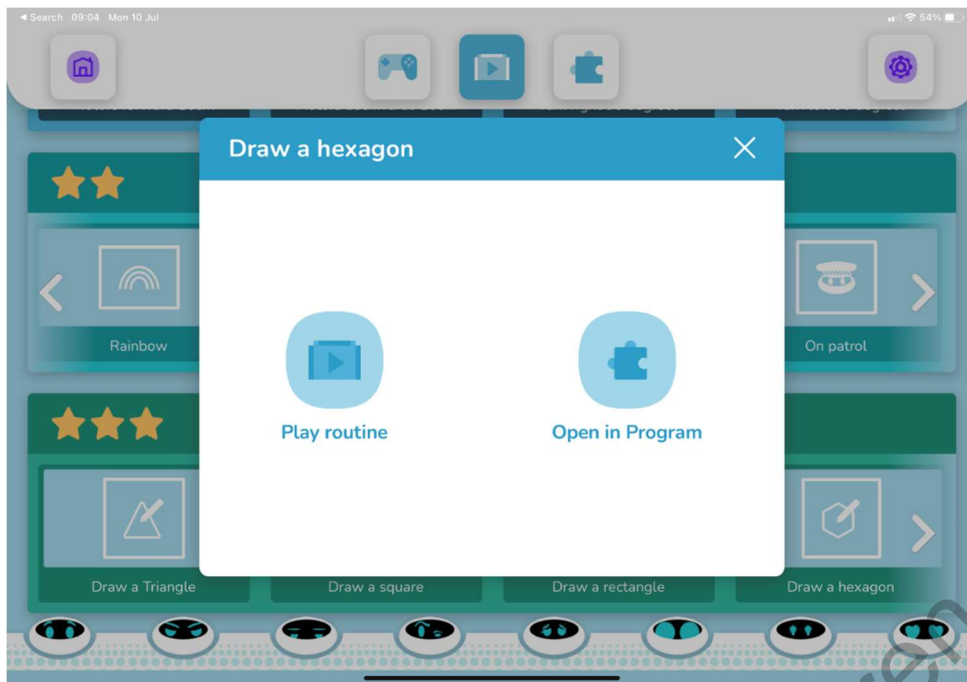 ◀ Search 09:04 Mon 10 Jul
54%
Draw a hexagon
Rainbow
On patrol
Play routine
Open in Program
Draw a Triangle
Draw a square
Draw a rectangle
Draw a hexagon